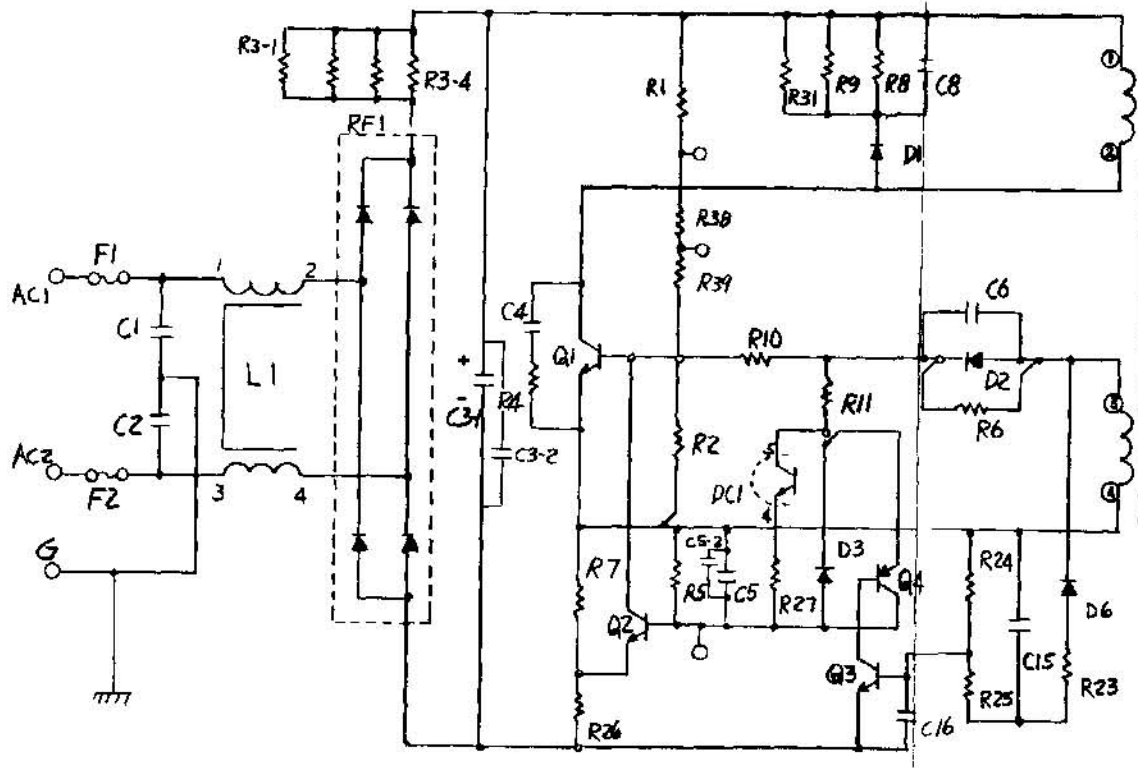 R3-1
R3-4
R1
R31
R9
R8
C8
①
②
RF1
D1
R38
R39
F1
1
2
AC1
C1
L1
C4
Q1
R10
C6
D2
R6
+
-
C3-1
R4
C3-2
R11
R2
C2
AC2
F2
3
4
5
DC1
4
③
④
G
C5-2
R7
R5
C5
R27
D3
Q4
R24
D6
Q2
Q3
C15
R25
R23
R26
C16